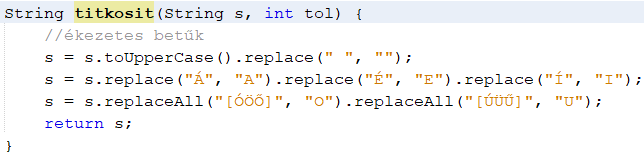 String titkosit(String s, int tol) {
//ékezetes betűk
s = s.toUpperCase().replace(" ", "");
s = s.replace("Á", "A").replace("É", "E").replace("Í", "I");
s = s.replaceAll("[ÓÖŐ]", "O").replaceAll("[ÚÜŰ]", "U");
return s;
}